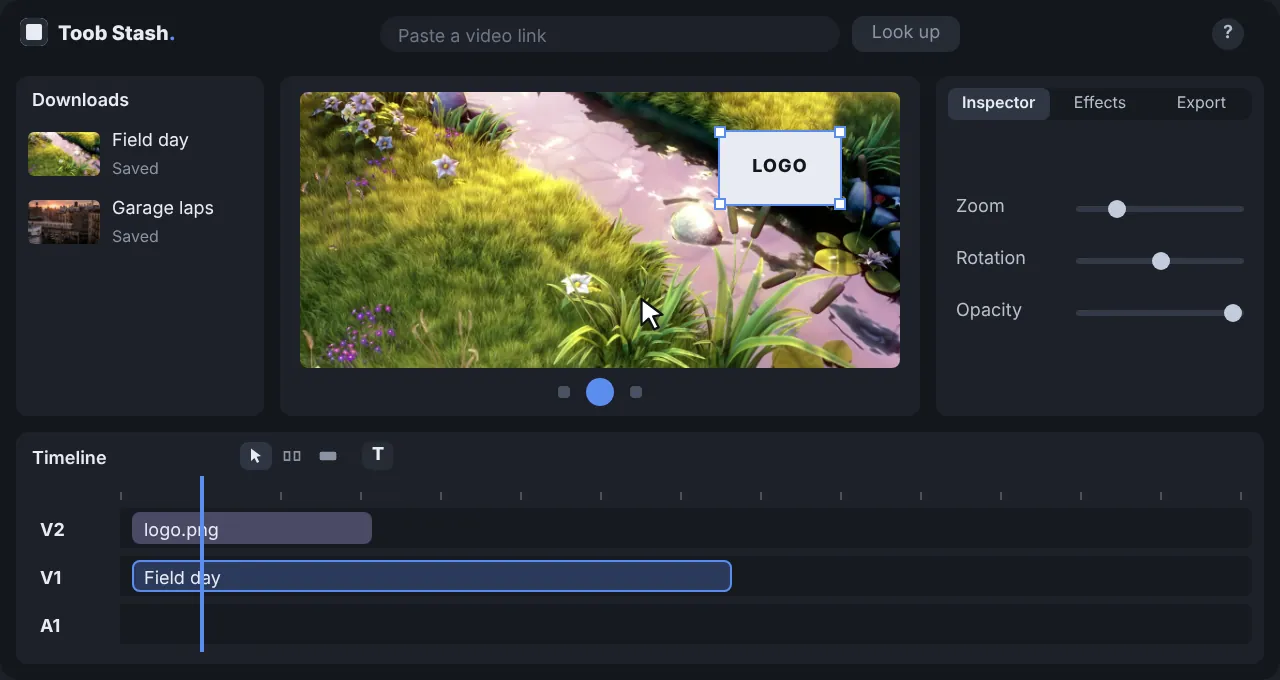 Toob Stash.
Paste a video link
Look up
?
Downloads
Field day
Saved
Garage laps
Saved
LOGO
Inspector
Effects
Export
Zoom
Rotation
Opacity
Timeline
T
V2
logo.png
V1
Field day
A1